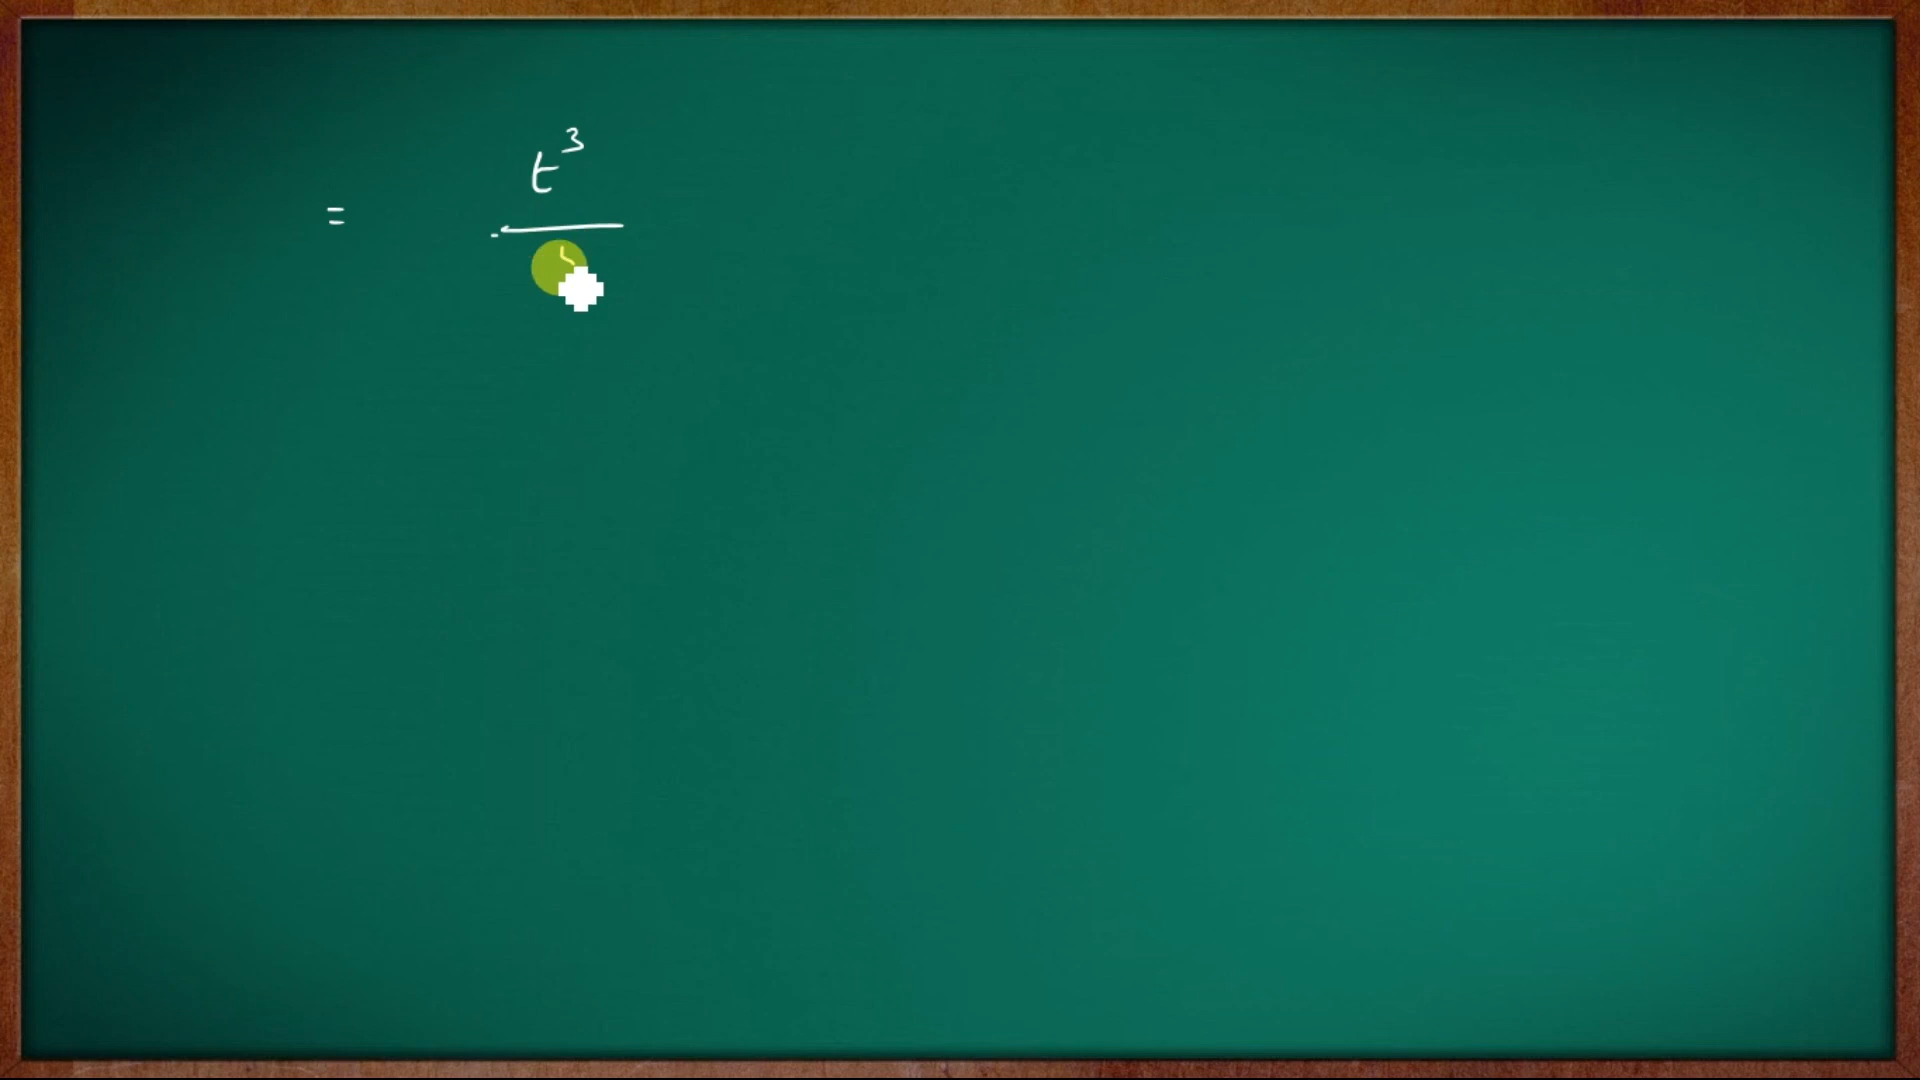 = t³ /